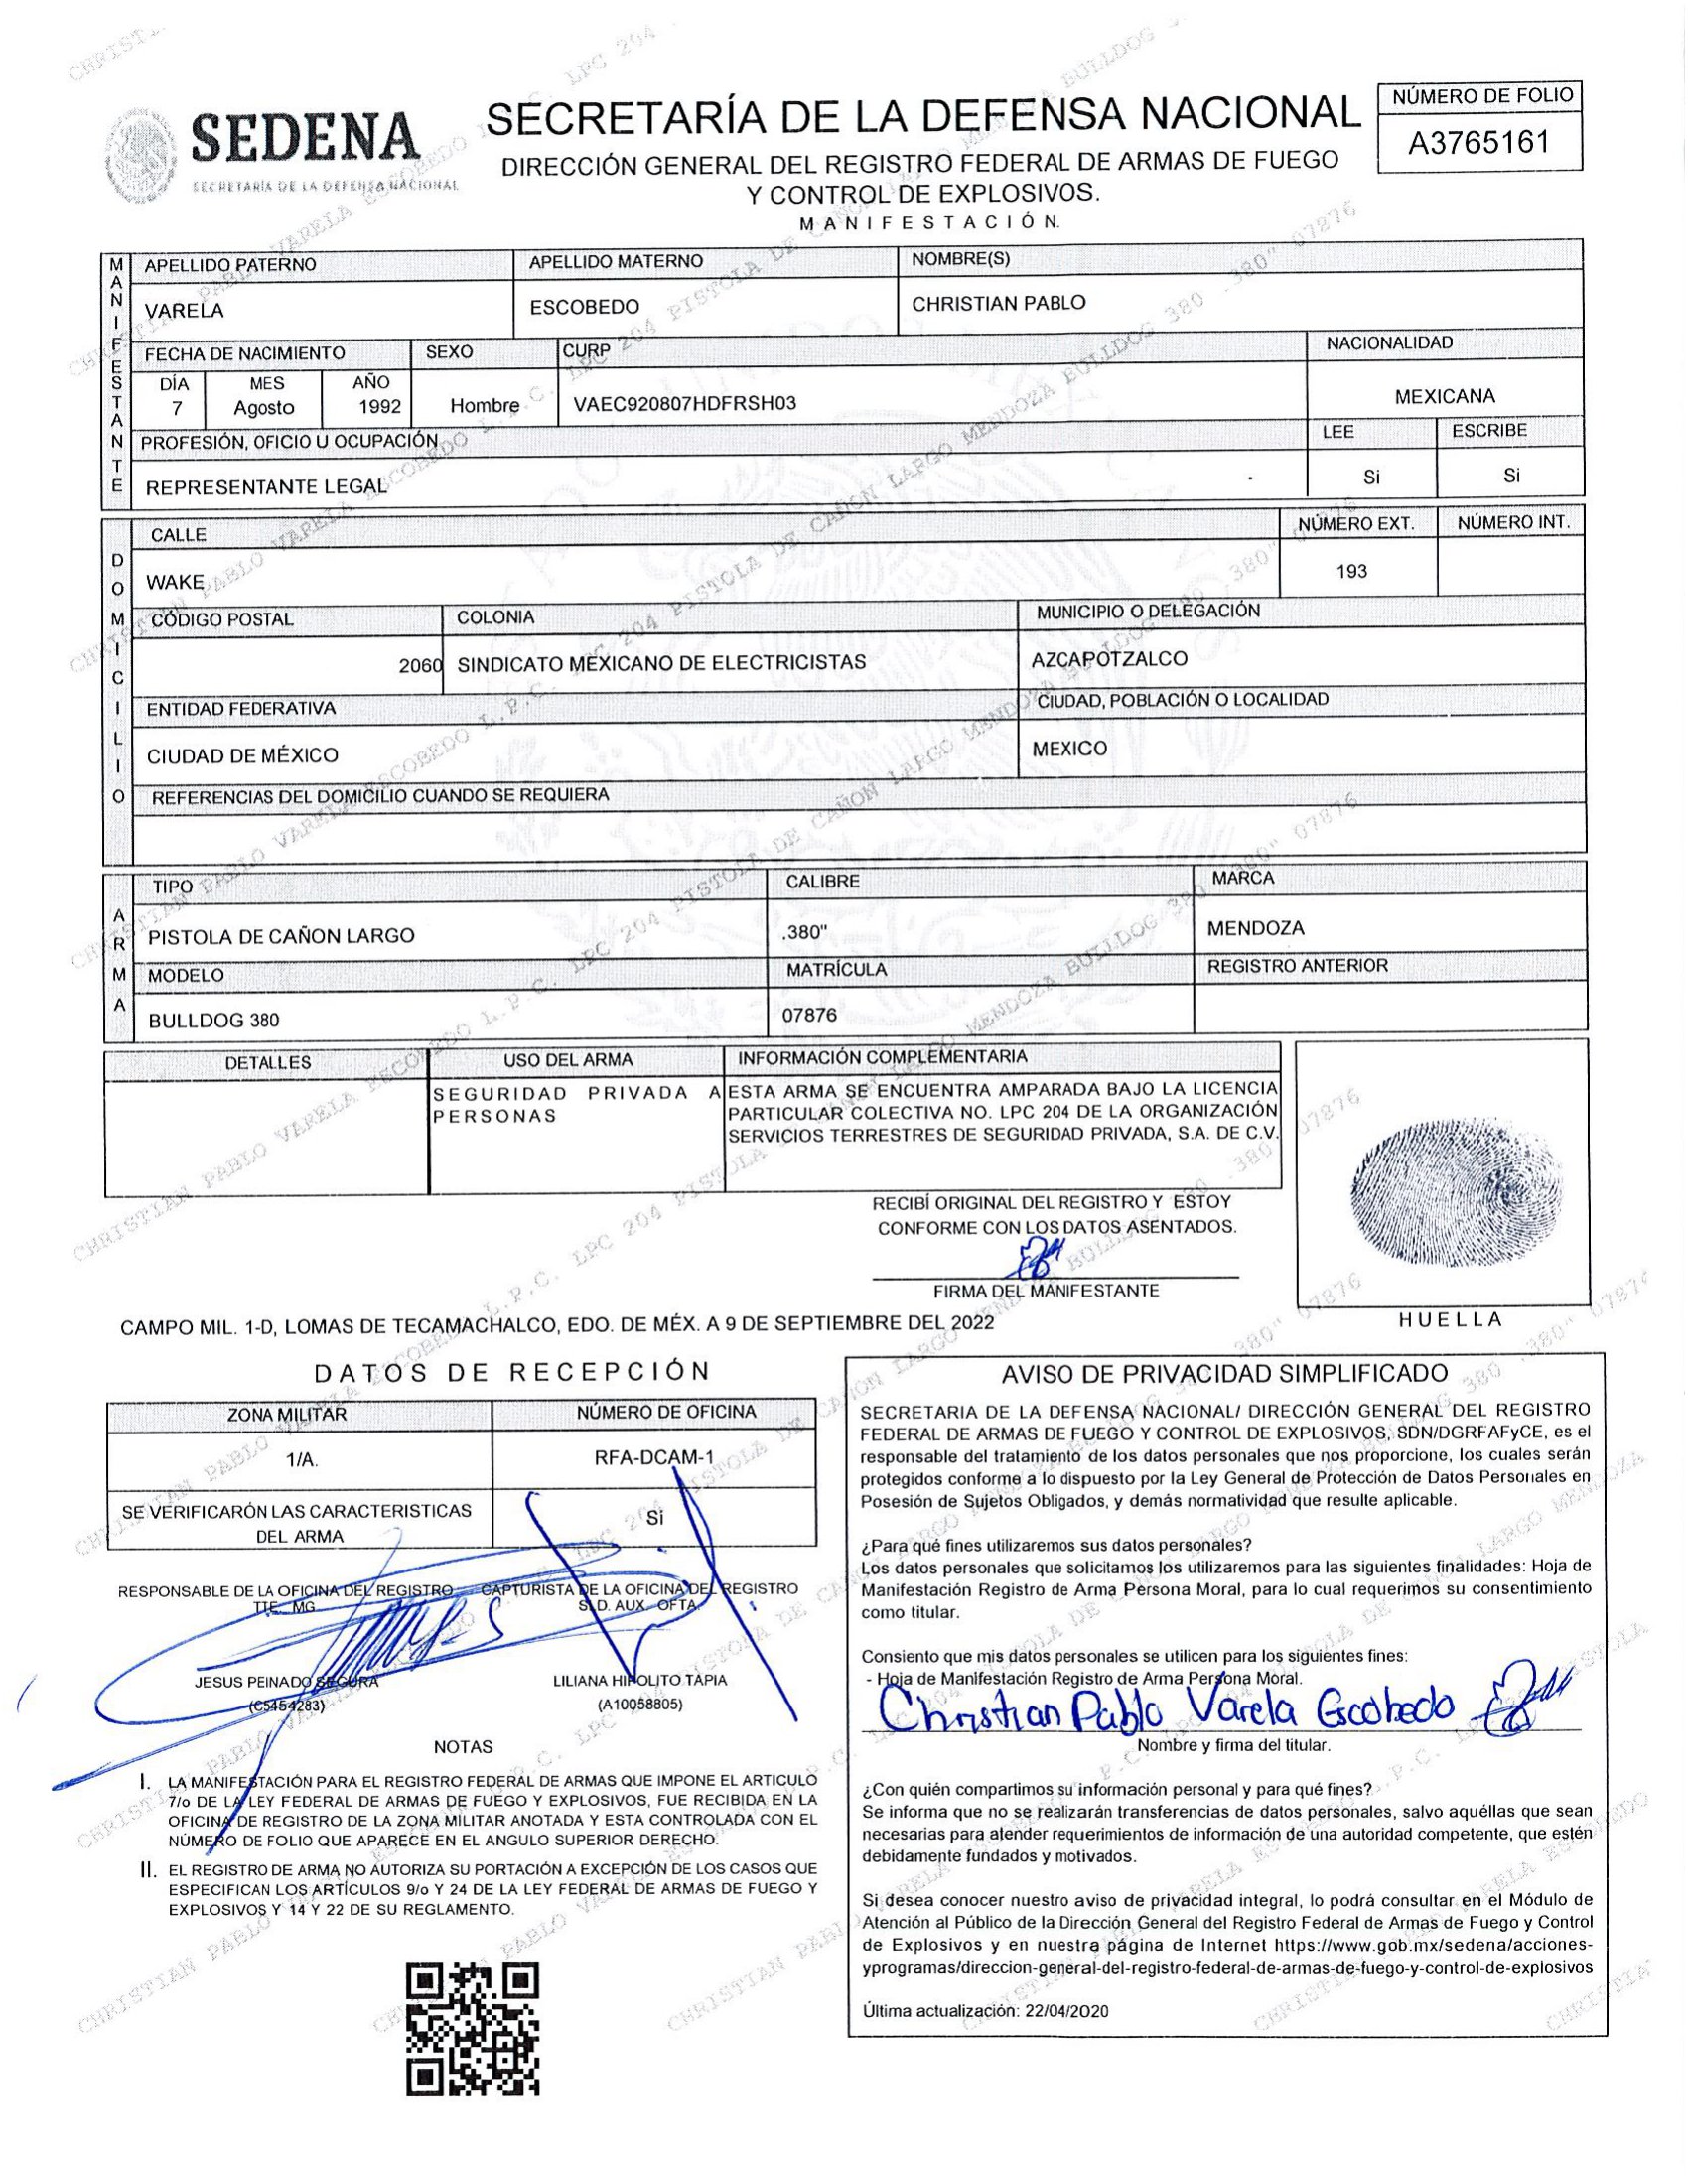 SEDENA
SECRETARÍA DE LA DEFENSA NACIONAL
SECRETARÍA DE LA DEFENSA NACIONAL
DIRECCIÓN GENERAL DEL REGISTRO FEDERAL DE ARMAS DE FUEGO
Y CONTROL DE EXPLOSIVOS.
MANIFESTACIÓN.
NÚMERO DE FOLIO
A3765161
MANIFESTANTE
APELLIDO PATERNO APELLIDO MATERNO NOMBRE(S)
VARELA ESCOBEDO CHRISTIAN PABLO
FECHA DE NACIMIENTO SEXO CURP NACIONALIDAD
DÍA MES AÑO
7 Agosto 1992 Hombre VAEC920807HDFRSH03 MEXICANA
PROFESIÓN, OFICIO U OCUPACIÓN LEE ESCRIBE
REPRESENTANTE LEGAL Si Si
DOMICILIO
CALLE NÚMERO EXT. NÚMERO INT.
WAKE 193
CÓDIGO POSTAL COLONIA MUNICIPIO O DELEGACIÓN
2060 SINDICATO MEXICANO DE ELECTRICISTAS AZCAPOTZALCO
ENTIDAD FEDERATIVA CIUDAD, POBLACIÓN O LOCALIDAD
CIUDAD DE MÉXICO MEXICO
REFERENCIAS DEL DOMICILIO CUANDO SE REQUIERA
ARMA
TIPO CALIBRE MARCA
PISTOLA DE CAÑON LARGO .380" MENDOZA
MODELO MATRÍCULA REGISTRO ANTERIOR
BULLDOG 380 07876
DETALLES USO DEL ARMA INFORMACIÓN COMPLEMENTARIA
SEGURIDAD PRIVADA A PERSONAS
ESTA ARMA SE ENCUENTRA AMPARADA BAJO LA LICENCIA
PARTICULAR COLECTIVA NO. LPC 204 DE LA ORGANIZACIÓN
SERVICIOS TERRESTRES DE SEGURIDAD PRIVADA, S.A. DE C.V.
RECIBÍ ORIGINAL DEL REGISTRO Y ESTOY
CONFORME CON LOS DATOS ASENTADOS.
FIRMA DEL MANIFESTANTE
HUELLA
CAMPO MIL. 1-D, LOMAS DE TECAMACHALCO, EDO. DE MÉX. A 9 DE SEPTIEMBRE DEL 2022
DATOS DE RECEPCIÓN
ZONA MILITAR NÚMERO DE OFICINA
1/A. RFA-DCAM-1
SE VERIFICARÓN LAS CARACTERISTICAS
DEL ARMA
Si
RESPONSABLE DE LA OFICINA DEL REGISTRO
TTE. MG.
JESUS PEINADO SEGURA
(C5454283)
CAPTURISTA DE LA OFICINA DEL REGISTRO
SLD. AUX. OFTA.
LILIANA HIPOLITO TAPIA
(A10058805)
NOTAS
I. LA MANIFESTACIÓN PARA EL REGISTRO FEDERAL DE ARMAS QUE IMPONE EL ARTICULO
7/o DE LA LEY FEDERAL DE ARMAS DE FUEGO Y EXPLOSIVOS, FUE RECIBIDA EN LA
OFICINA DE REGISTRO DE LA ZONA MILITAR ANOTADA Y ESTA CONTROLADA CON EL
NÚMERO DE FOLIO QUE APARECE EN EL ANGULO SUPERIOR DERECHO.
II. EL REGISTRO DE ARMA NO AUTORIZA SU PORTACIÓN A EXCEPCIÓN DE LOS CASOS QUE
ESPECIFICAN LOS ARTÍCULOS 9/o Y 24 DE LA LEY FEDERAL DE ARMAS DE FUEGO Y
EXPLOSIVOS Y 14 Y 22 DE SU REGLAMENTO.
AVISO DE PRIVACIDAD SIMPLIFICADO
SECRETARIA DE LA DEFENSA NACIONAL/ DIRECCIÓN GENERAL DEL REGISTRO
FEDERAL DE ARMAS DE FUEGO Y CONTROL DE EXPLOSIVOS, SDN/DGRFAFyCE, es el
responsable del tratamiento de los datos personales que nos proporcione, los cuales serán
protegidos conforme a lo dispuesto por la Ley General de Protección de Datos Personales en
Posesión de Sujetos Obligados, y demás normatividad que resulte aplicable.
¿Para qué fines utilizaremos sus datos personales?
Los datos personales que solicitamos los utilizaremos para las siguientes finalidades: Hoja de
Manifestación Registro de Arma Persona Moral, para lo cual requerimos su consentimiento
como titular.
Consiento que mis datos personales se utilicen para los siguientes fines:
- Hoja de Manifestación Registro de Arma Persona Moral.
Christian Pablo Varela Escobedo
Nombre y firma del titular.
¿Con quién compartimos su información personal y para qué fines?
Se informa que no se realizarán transferencias de datos personales, salvo aquéllas que sean
necesarias para atender requerimientos de información de una autoridad competente, que estén
debidamente fundados y motivados.
Si desea conocer nuestro aviso de privacidad integral, lo podrá consultar en el Módulo de
Atención al Público de la Dirección General del Registro Federal de Armas de Fuego y Control
de Explosivos y en nuestra página de Internet https://www.gob.mx/sedena/acciones-
yprogramas/direccion-general-del-registro-federal-de-armas-de-fuego-y-control-de-explosivos
Última actualización: 22/04/2020